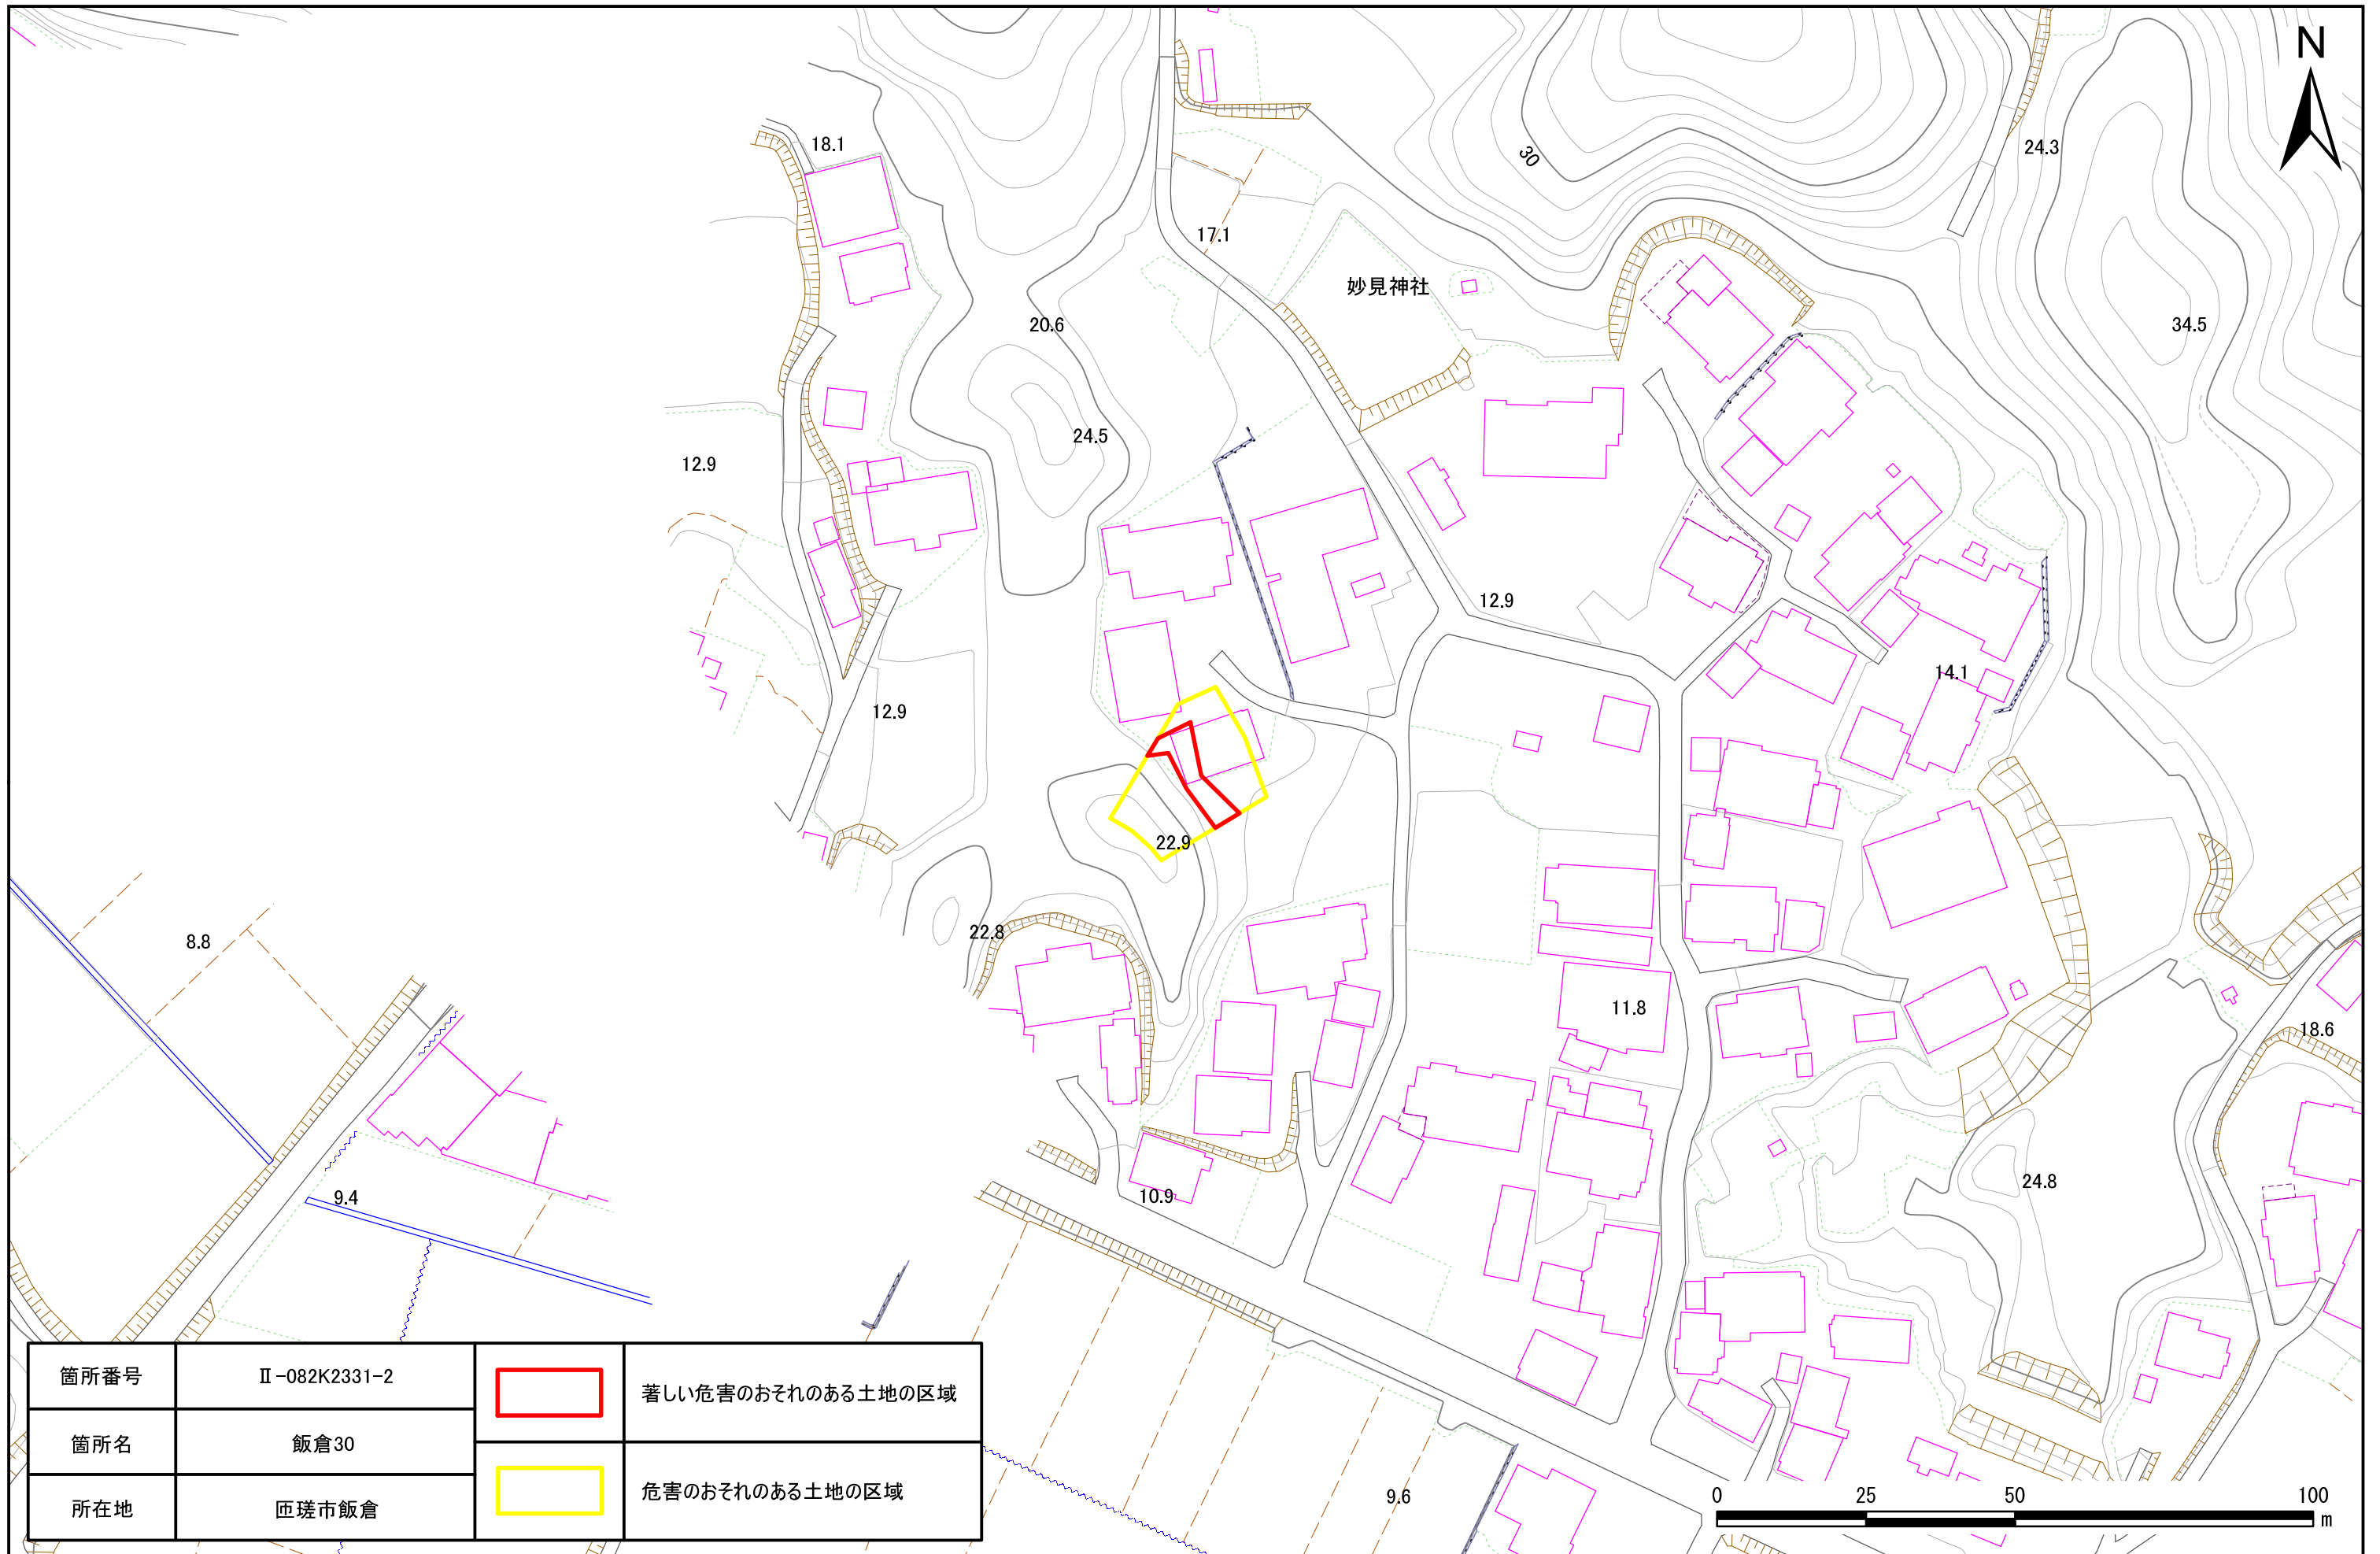 N
18.1
24.3
30
17.1
妙見神社
20.6
34.5
24.5
12.9
12.9
14.1
12.9
22.9
22.8
8.8
11.8
18.6
24.8
10.9
9.4
9.6
箇所番号 Ⅱ-082K2331-2
箇所名 飯倉30
所在地 匝瑳市飯倉
著しい危害のおそれのある土地の区域
危害のおそれのある土地の区域
0 25 50 100
m